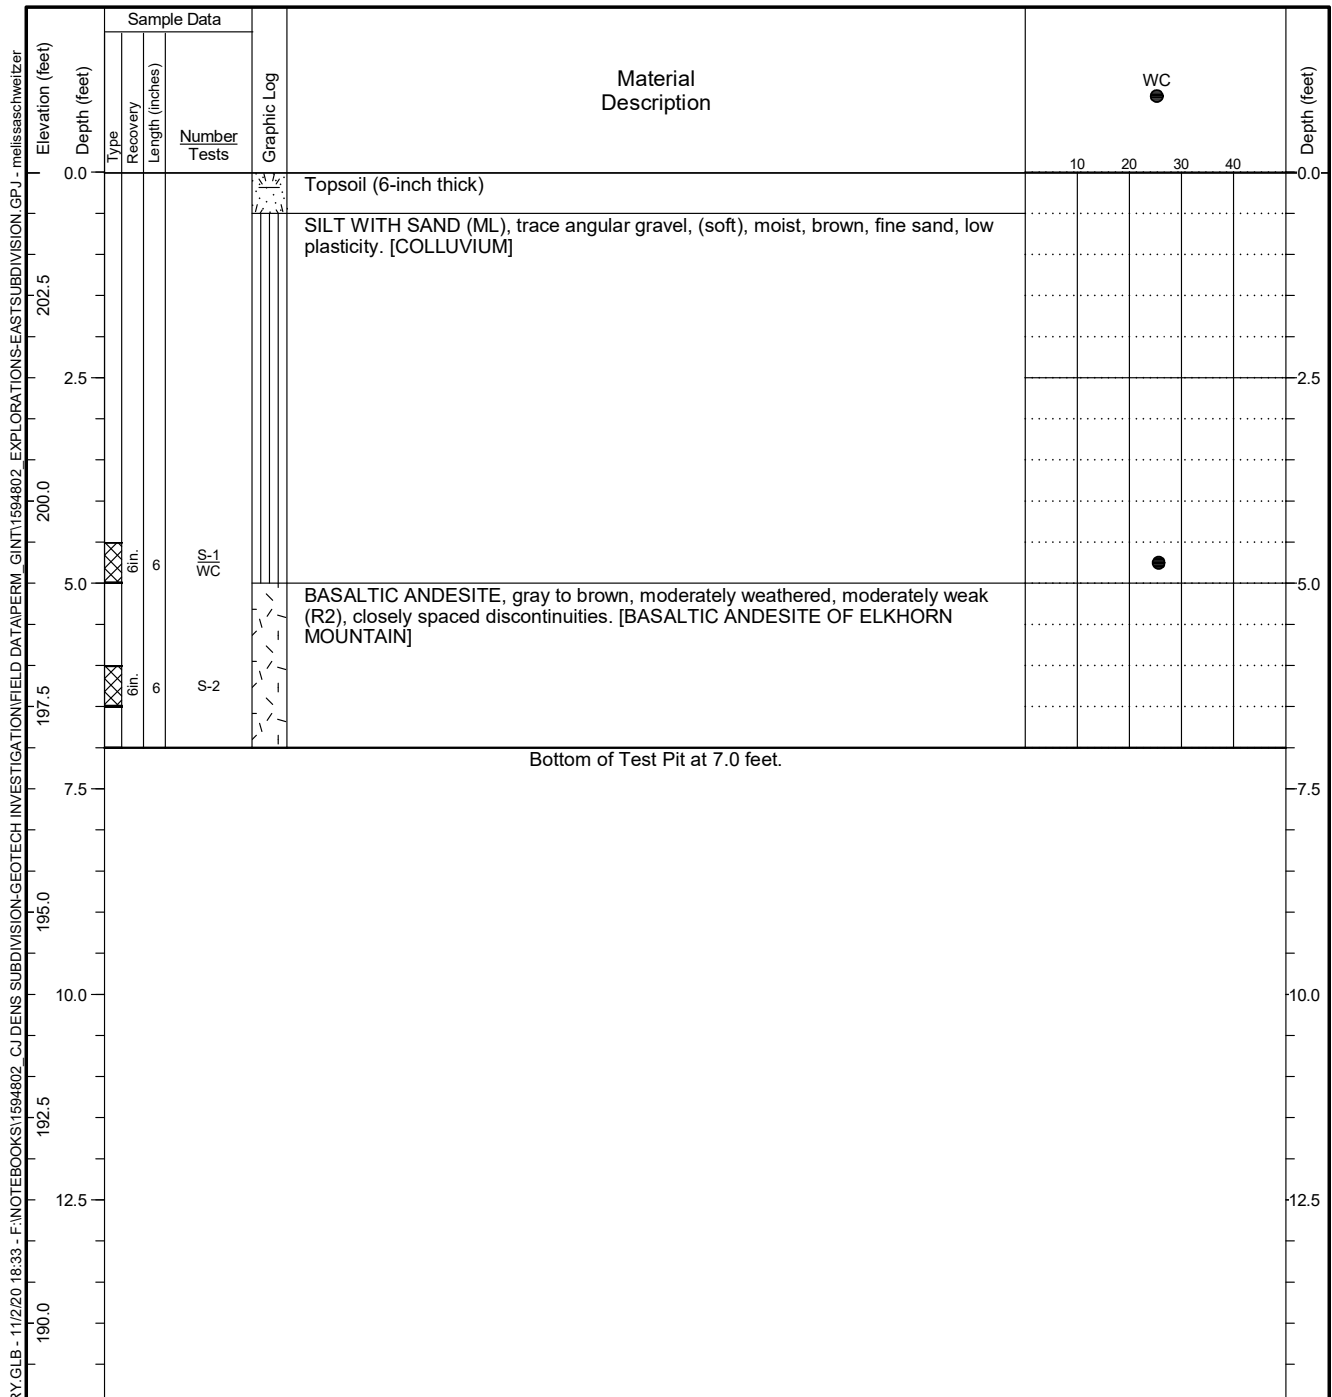 Sample Data
Elevation (feet)
Depth (feet)
Type
Recovery
Length (inches)
Number
Tests
Graphic Log
Material
Description
WC
10 20 30 40
Depth (feet)
0.0 0.0
Topsoil (6-inch thick)
SILT WITH SAND (ML), trace angular gravel, (soft), moist, brown, fine sand, low
plasticity. [COLLUVIUM]
202.5
2.5 2.5
200.0
6in. 6 S-1
WC
5.0 5.0
BASALTIC ANDESITE, gray to brown, moderately weathered, moderately weak
(R2), closely spaced discontinuities. [BASALTIC ANDESITE OF ELKHORN
MOUNTAIN]
6in. 6 S-2
197.5
Bottom of Test Pit at 7.0 feet.
7.5 7.5
195.0
10.0 10.0
192.5
12.5 12.5
190.0
RY.GLB - 11/2/20 18:33 - F:\NOTEBOOKS\1594802_CJ DENS SUBDIVISION-GEOTECH INVESTIGATION\FIELD DATA\PERM_GINT\1594802_EXPLORATIONS-EASTSUBDIVISION.GPJ - melissaschweitzer